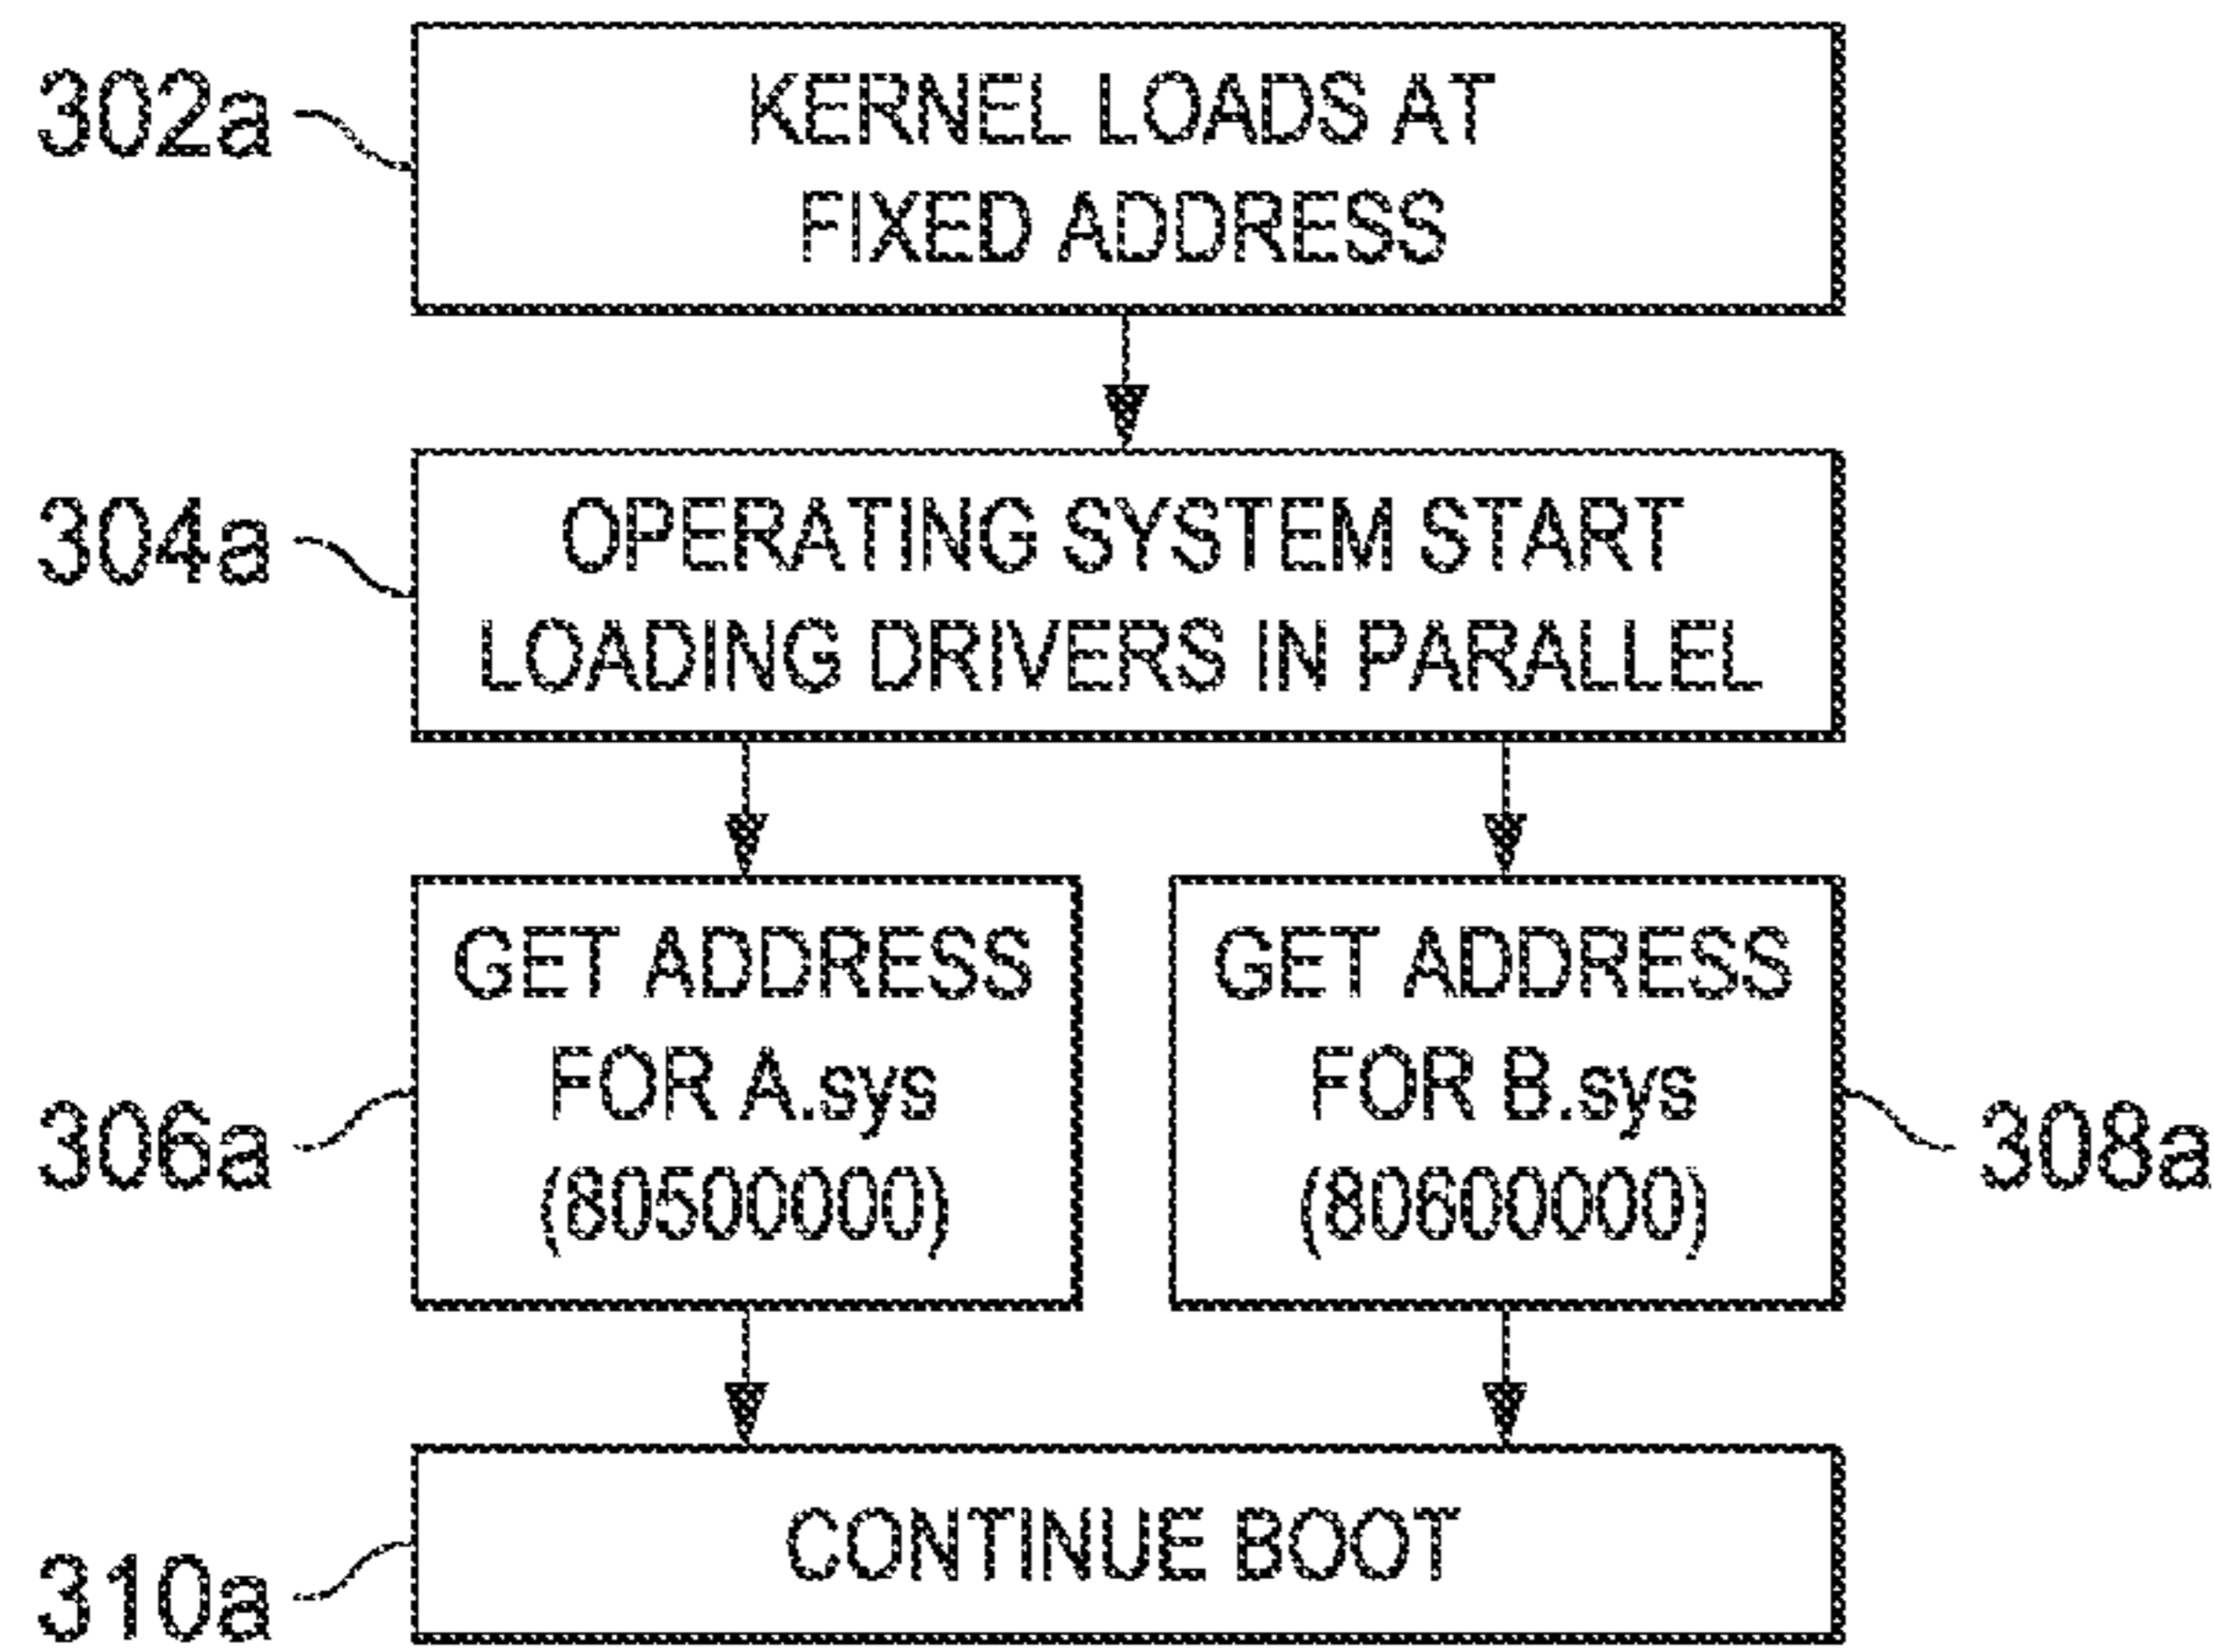 302a
KERNEL LOADS AT
FIXED ADDRESS
304a
OPERATING SYSTEM START
LOADING DRIVERS IN PARALLEL
306a
GET ADDRESS
FOR A.sys
(80500000)
GET ADDRESS
FOR B.sys
(80600000)
308a
310a
CONTINUE BOOT